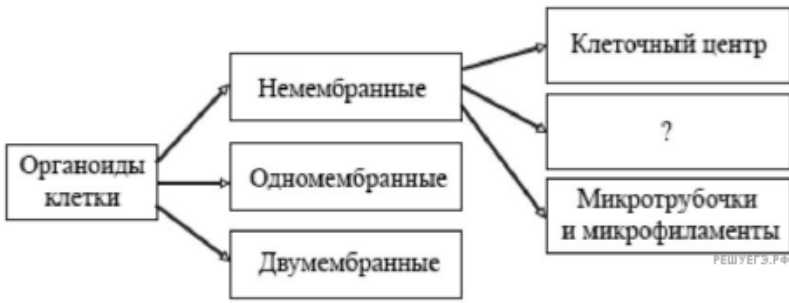 Органоиды
клетки
Немембранные
Одномембранные
Двумембранные
Клеточный центр
?
Микротрубочки
и микрофиламенты
РЕШУЕГЭ.РФ